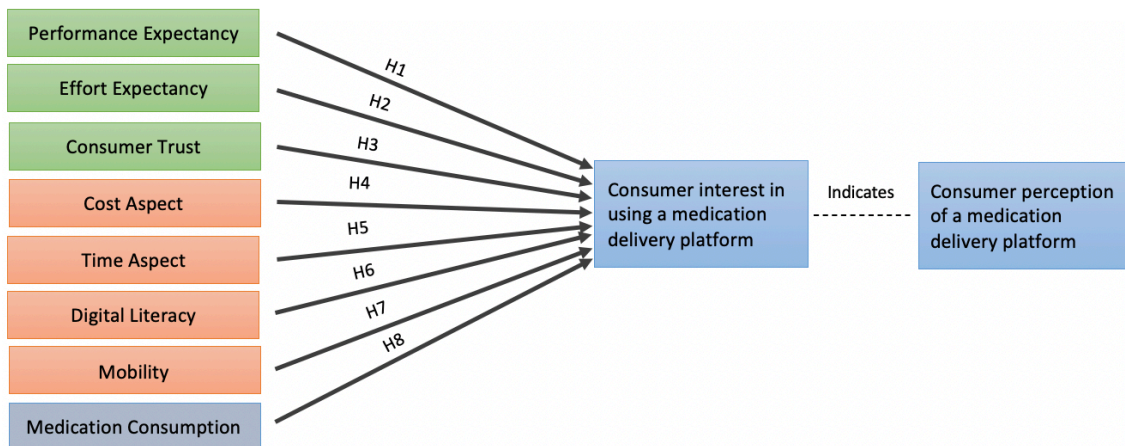 Performance Expectancy
Effort Expectancy
Consumer Trust
Cost Aspect
Time Aspect
Digital Literacy
Mobility
Medication Consumption
H1
H2
H3
H4
H5
H6
H7
H8
Consumer interest in
using a medication
delivery platform
Indicates
Consumer perception
of a medication
delivery platform